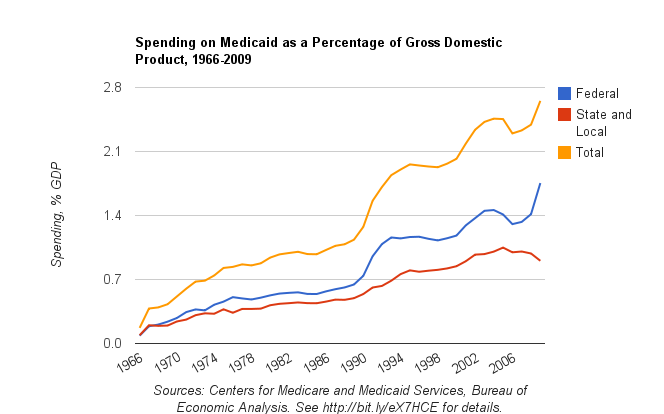 Spending on Medicaid as a Percentage of Gross Domestic
Product, 1966-2009
2.8
2.1
1.4
0.7
0.0
Spending, % GDP
Federal
State and
Local
Total
1966
1970
1974
1978
1982
1986
1990
1994
1998
2002
2006
Sources: Centers for Medicare and Medicaid Services, Bureau of
Economic Analysis. See http://bit.ly/eX7HCE for details.